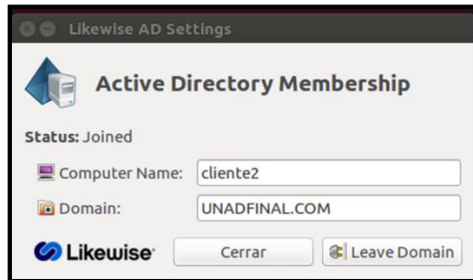 Likewise AD Settings
Active Directory Membership
Status: Joined
Computer Name: cliente2
Domain: UNADFINAL.COM
Likewise Cerrar Leave Domain